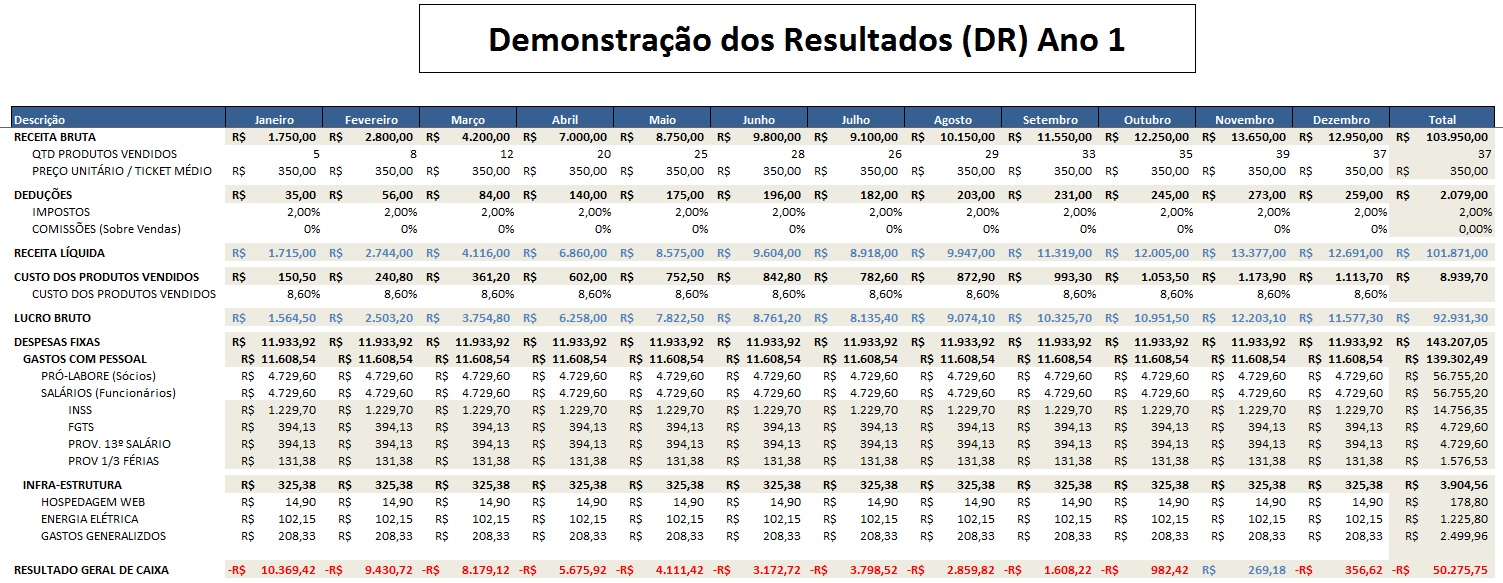 Demonstração dos Resultados (DR) Ano 1
Descrição Janeiro Fevereiro Março Abril Maio Junho Julho Agosto Setembro Outubro Novembro Dezembro Total
RECEITA BRUTA R$ 1.750,00 R$ 2.800,00 R$ 4.200,00 R$ 7.000,00 R$ 8.750,00 R$ 9.800,00 R$ 9.100,00 R$ 10.150,00 R$ 11.550,00 R$ 12.250,00 R$ 13.650,00 R$ 12.950,00 R$ 103.950,00
QTD PRODUTOS VENDIDOS 5 8 12 20 25 28 26 29 33 35 39 37 37
PREÇO UNITÁRIO / TICKET MÉDIO R$ 350,00 R$ 350,00 R$ 350,00 R$ 350,00 R$ 350,00 R$ 350,00 R$ 350,00 R$ 350,00 R$ 350,00 R$ 350,00 R$ 350,00 R$ 350,00 R$ 350,00
DEDUÇÕES R$ 35,00 R$ 56,00 R$ 84,00 R$ 140,00 R$ 175,00 R$ 196,00 R$ 182,00 R$ 203,00 R$ 231,00 R$ 245,00 R$ 273,00 R$ 259,00 R$ 2.079,00
IMPOSTOS 2,00% 2,00% 2,00% 2,00% 2,00% 2,00% 2,00% 2,00% 2,00% 2,00% 2,00% 2,00% 2,00%
COMISSÕES (Sobre Vendas) 0% 0% 0% 0% 0% 0% 0% 0% 0% 0% 0% 0% 0,00%
RECEITA LÍQUIDA R$ 1.715,00 R$ 2.744,00 R$ 4.116,00 R$ 6.860,00 R$ 8.575,00 R$ 9.604,00 R$ 8.918,00 R$ 9.947,00 R$ 11.319,00 R$ 12.005,00 R$ 13.377,00 R$ 12.691,00 R$ 101.871,00
CUSTO DOS PRODUTOS VENDIDOS R$ 150,50 R$ 240,80 R$ 361,20 R$ 602,00 R$ 752,50 R$ 842,80 R$ 782,60 R$ 872,90 R$ 993,30 R$ 1.053,50 R$ 1.173,90 R$ 1.113,70 R$ 8.939,70
CUSTO DOS PRODUTOS VENDIDOS 8,60% 8,60% 8,60% 8,60% 8,60% 8,60% 8,60% 8,60% 8,60% 8,60% 8,60% 8,60%
LUCRO BRUTO R$ 1.564,50 R$ 2.503,20 R$ 3.754,80 R$ 6.258,00 R$ 7.822,50 R$ 8.761,20 R$ 8.135,40 R$ 9.074,10 R$ 10.325,70 R$ 10.951,50 R$ 12.203,10 R$ 11.577,30 R$ 92.931,30
DESPESAS FIXAS R$ 11.933,92 R$ 11.933,92 R$ 11.933,92 R$ 11.933,92 R$ 11.933,92 R$ 11.933,92 R$ 11.933,92 R$ 11.933,92 R$ 11.933,92 R$ 11.933,92 R$ 11.933,92 R$ 11.933,92 R$ 143.207,05
GASTOS COM PESSOAL R$ 11.608,54 R$ 11.608,54 R$ 11.608,54 R$ 11.608,54 R$ 11.608,54 R$ 11.608,54 R$ 11.608,54 R$ 11.608,54 R$ 11.608,54 R$ 11.608,54 R$ 11.608,54 R$ 11.608,54 R$ 139.302,49
PRÓ-LABORE (Sócios) R$ 4.729,60 R$ 4.729,60 R$ 4.729,60 R$ 4.729,60 R$ 4.729,60 R$ 4.729,60 R$ 4.729,60 R$ 4.729,60 R$ 4.729,60 R$ 4.729,60 R$ 4.729,60 R$ 4.729,60 R$ 56.755,20
SALÁRIOS (Funcionários) R$ 4.729,60 R$ 4.729,60 R$ 4.729,60 R$ 4.729,60 R$ 4.729,60 R$ 4.729,60 R$ 4.729,60 R$ 4.729,60 R$ 4.729,60 R$ 4.729,60 R$ 4.729,60 R$ 4.729,60 R$ 56.755,20
INSS R$ 1.229,70 R$ 1.229,70 R$ 1.229,70 R$ 1.229,70 R$ 1.229,70 R$ 1.229,70 R$ 1.229,70 R$ 1.229,70 R$ 1.229,70 R$ 1.229,70 R$ 1.229,70 R$ 1.229,70 R$ 14.756,35
FGTS R$ 394,13 R$ 394,13 R$ 394,13 R$ 394,13 R$ 394,13 R$ 394,13 R$ 394,13 R$ 394,13 R$ 394,13 R$ 394,13 R$ 394,13 R$ 394,13 R$ 4.729,60
PROV. 13º SALÁRIO R$ 394,13 R$ 394,13 R$ 394,13 R$ 394,13 R$ 394,13 R$ 394,13 R$ 394,13 R$ 394,13 R$ 394,13 R$ 394,13 R$ 394,13 R$ 394,13 R$ 4.729,60
PROV 1/3 FÉRIAS R$ 131,38 R$ 131,38 R$ 131,38 R$ 131,38 R$ 131,38 R$ 131,38 R$ 131,38 R$ 131,38 R$ 131,38 R$ 131,38 R$ 131,38 R$ 131,38 R$ 1.576,53
INFRA-ESTRUTURA R$ 325,38 R$ 325,38 R$ 325,38 R$ 325,38 R$ 325,38 R$ 325,38 R$ 325,38 R$ 325,38 R$ 325,38 R$ 325,38 R$ 325,38 R$ 325,38 R$ 3.904,56
HOSPEDAGEM WEB R$ 14,90 R$ 14,90 R$ 14,90 R$ 14,90 R$ 14,90 R$ 14,90 R$ 14,90 R$ 14,90 R$ 14,90 R$ 14,90 R$ 14,90 R$ 14,90 R$ 178,80
ENERGIA ELÉTRICA R$ 102,15 R$ 102,15 R$ 102,15 R$ 102,15 R$ 102,15 R$ 102,15 R$ 102,15 R$ 102,15 R$ 102,15 R$ 102,15 R$ 102,15 R$ 102,15 R$ 1.225,80
GASTOS GENERALIZDOS R$ 208,33 R$ 208,33 R$ 208,33 R$ 208,33 R$ 208,33 R$ 208,33 R$ 208,33 R$ 208,33 R$ 208,33 R$ 208,33 R$ 208,33 R$ 208,33 R$ 2.499,96
RESULTADO GERAL DE CAIXA -R$ 10.369,42 -R$ 9.430,72 -R$ 8.179,12 -R$ 5.675,92 -R$ 4.111,42 -R$ 3.172,72 -R$ 3.798,52 -R$ 2.859,82 -R$ 1.608,22 -R$ 982,42 R$ 269,18 -R$ 356,62 -R$ 50.275,75